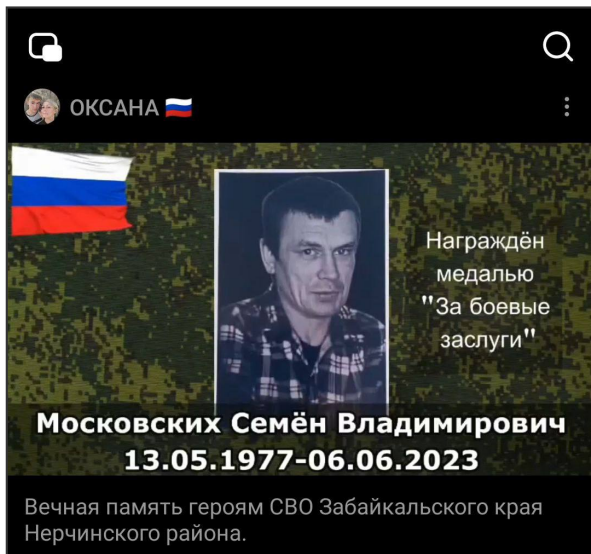 ОКСАНА
Награждён
медалью
"За боевые
заслуги"
Московских Семён Владимирович
13.05.1977-06.06.2023
Вечная память героям СВО Забайкальского края
Нерчинского района.